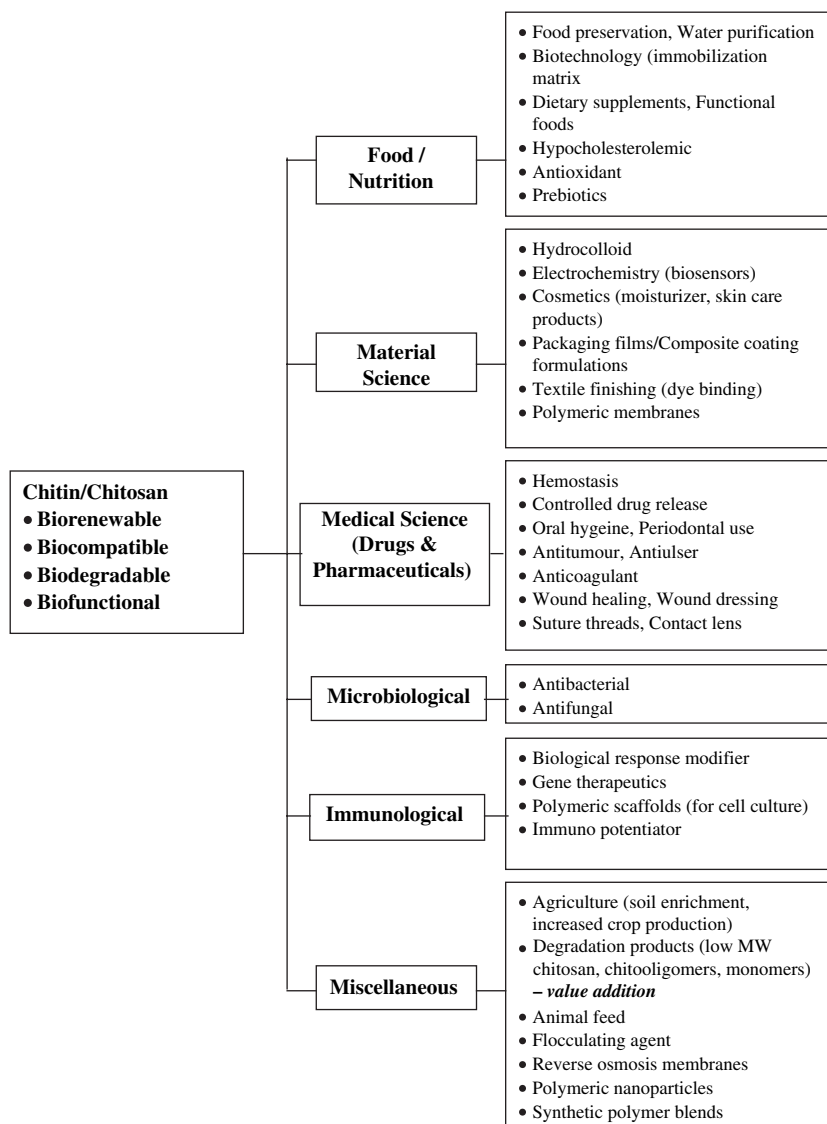 Chitin/Chitosan
• Biorenewable
• Biocompatible
• Biodegradable
• Biofunctional
Food /
Nutrition
• Food preservation, Water purification
• Biotechnology (immobilization
matrix
• Dietary supplements, Functional
foods
• Hypocholesterolemic
• Antioxidant
• Prebiotics
Material
Science
• Hydrocolloid
• Electrochemistry (biosensors)
• Cosmetics (moisturizer, skin care
products)
• Packaging films/Composite coating
formulations
• Textile finishing (dye binding)
• Polymeric membranes
Medical Science
(Drugs &
Pharmaceuticals)
• Hemostasis
• Controlled drug release
• Oral hygeine, Periodontal use
• Antitumour, Antiulser
• Anticoagulant
• Wound healing, Wound dressing
• Suture threads, Contact lens
Microbiological
• Antibacterial
• Antifungal
Immunological
• Biological response modifier
• Gene therapeutics
• Polymeric scaffolds (for cell culture)
• Immuno potentiator
Miscellaneous
• Agriculture (soil enrichment,
increased crop production)
• Degradation products (low MW
chitosan, chitooligomers, monomers)
– value addition
• Animal feed
• Flocculating agent
• Reverse osmosis membranes
• Polymeric nanoparticles
• Synthetic polymer blends